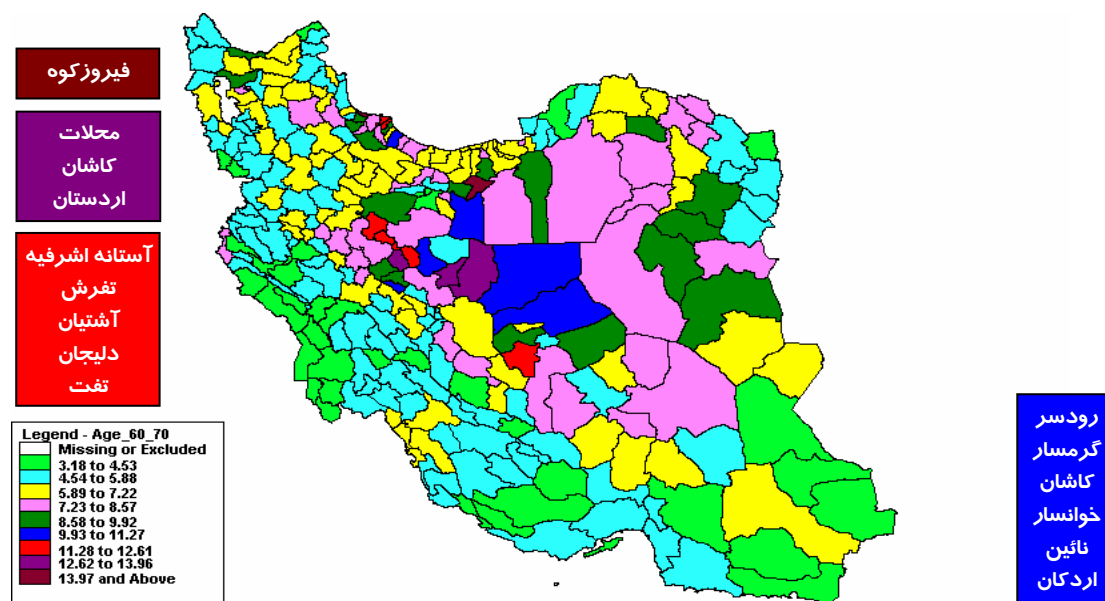 فیروزکوه
محلات
کاشان
اردستان
آستانه اشرفیه
تفرش
آشتیان
دلیجان
تفت
Legend - Age_60_70
Missing or Excluded
3.18 to 4.53
4.54 to 5.88
5.89 to 7.22
7.23 to 8.57
8.58 to 9.92
9.93 to 11.27
11.28 to 12.61
12.62 to 13.96
13.97 and Above
رودسر
گرمسار
کاشان
خوانسار
نائین
اردکان